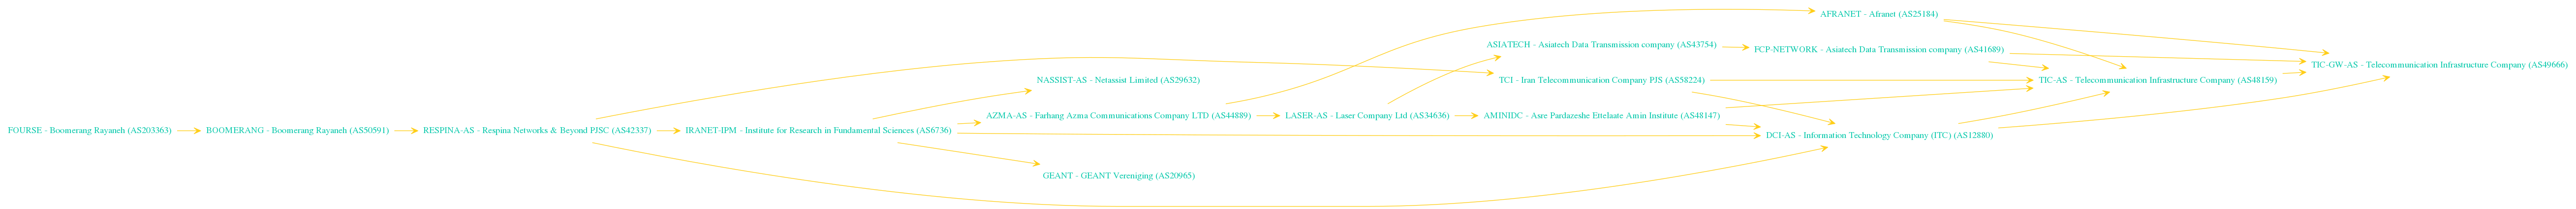 FOURSE - Boomerang Rayaneh (AS203363)
BOOMERANG - Boomerang Rayaneh (AS50591)
RESPINA-AS - Respina Networks & Beyond PJSC (AS42337)
IRANET-IPM - Institute for Research in Fundamental Sciences (AS6736)
NASSIST-AS - Netassist Limited (AS29632)
AZMA-AS - Farhang Azma Communications Company LTD (AS44889)
GEANT - GEANT Vereniging (AS20965)
LASER-AS - Laser Company Ltd (AS34636)
ASIATECH - Asiatech Data Transmission company (AS43754)
TCI - Iran Telecommunication Company PJS (AS58224)
AMINIDC - Asre Pardazeshe Ettelaate Amin Institute (AS48147)
AFRANET - Afranet (AS25184)
FCP-NETWORK - Asiatech Data Transmission company (AS41689)
DCI-AS - Information Technology Company (ITC) (AS12880)
TIC-AS - Telecommunication Infrastructure Company (AS48159)
TIC-GW-AS - Telecommunication Infrastructure Company (AS49666)